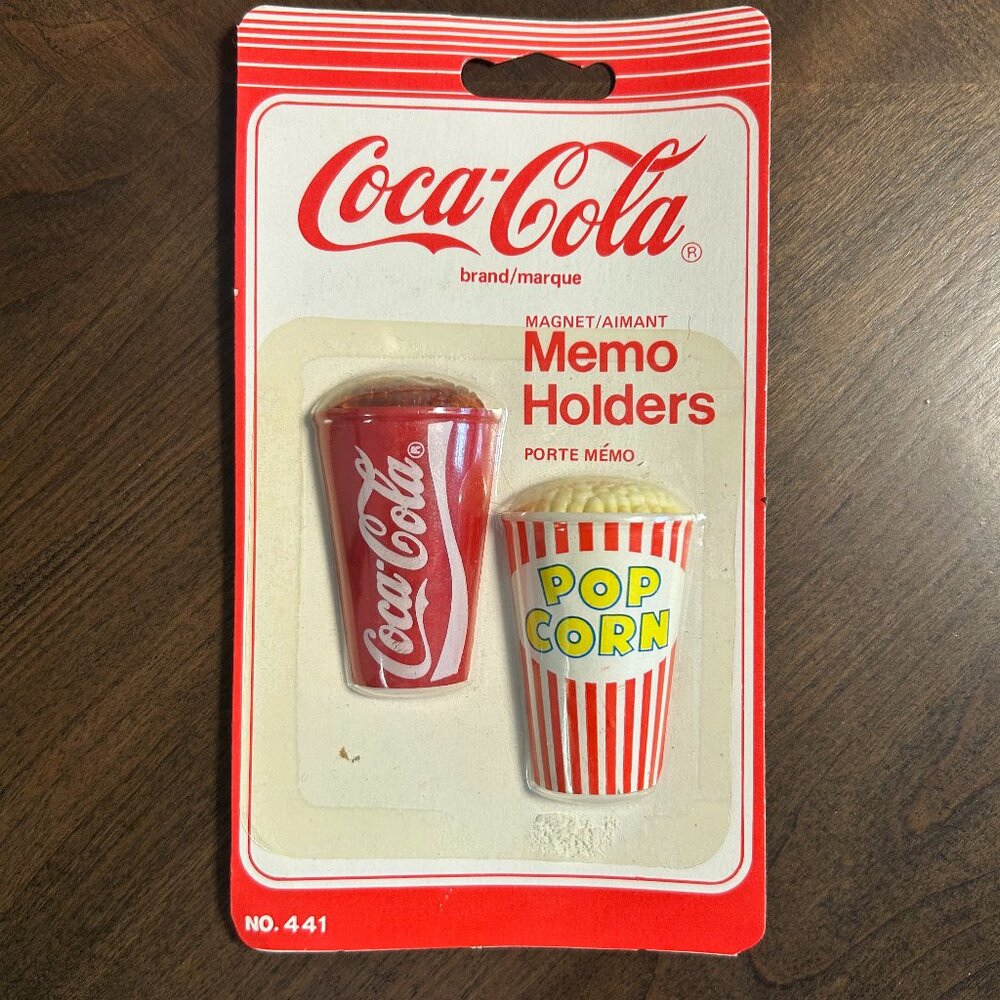 Coca-Cola®
brand/marque
MAGNET/AIMANT
Memo
Holders
PORTE MÉMO
Coca-Cola®
POP
CORN
NO. 441